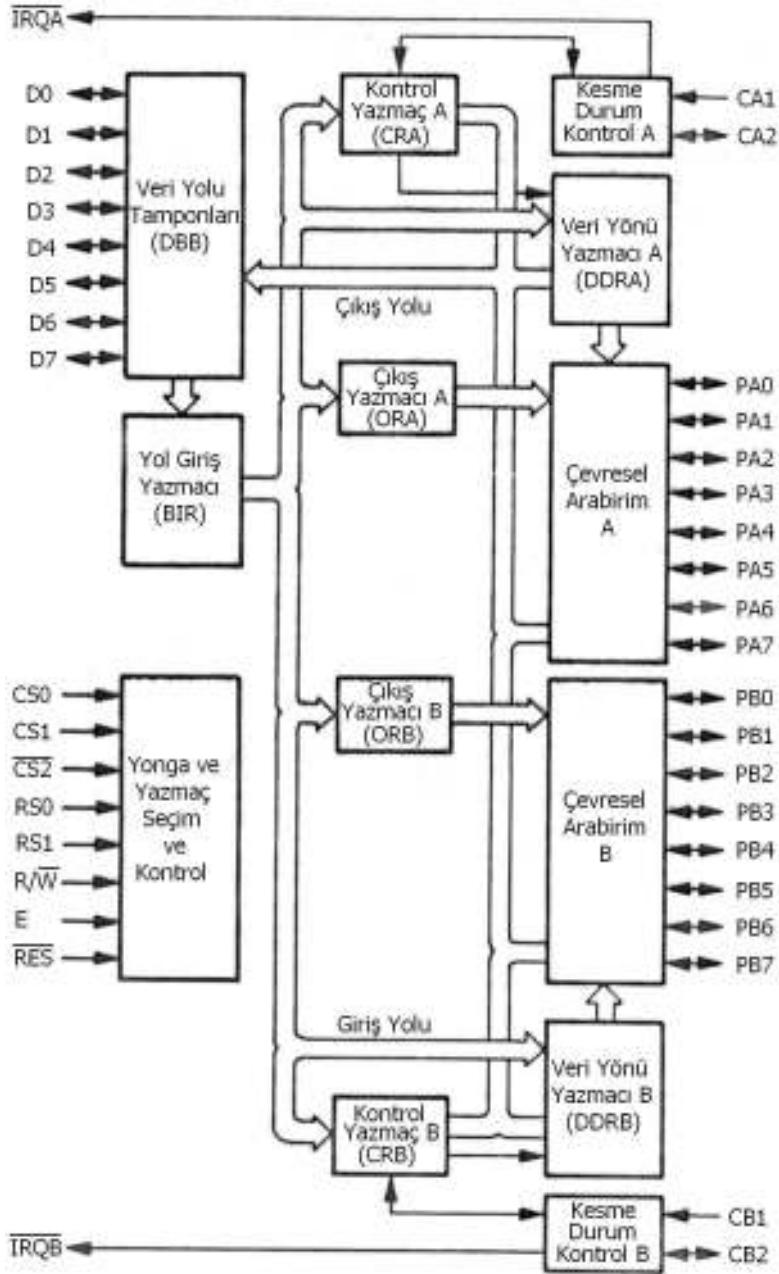 I̅R̅Q̅A̅
D0
D1
D2
D3
D4
D5
D6
D7
Veri Yolu
Tamponları
(DBB)
Kontrol
Yazmaç A
(CRA)
Kesme
Durum
Kontrol A
CA1
CA2
Veri Yönü
Yazmacı A
(DDRA)
Çıkış Yolu
Çıkış
Yazmacı A
(ORA)
Yol Giriş
Yazmacı
(BIR)
Çevresel
Arabirim
A
PA0
PA1
PA2
PA3
PA4
PA5
PA6
PA7
CS0
CS1
C̅S̅2̅
RS0
RS1
R/W̅
E
R̅E̅S̅
Yonga ve
Yazmaç
Seçim
ve
Kontrol
Çıkış
Yazmacı B
(ORB)
Çevresel
Arabirim
B
PB0
PB1
PB2
PB3
PB4
PB5
PB6
PB7
Giriş Yolu
Veri Yönü
Yazmacı B
(DDRB)
Kontrol
Yazmaç B
(CRB)
Kesme
Durum
Kontrol B
CB1
CB2
I̅R̅Q̅B̅